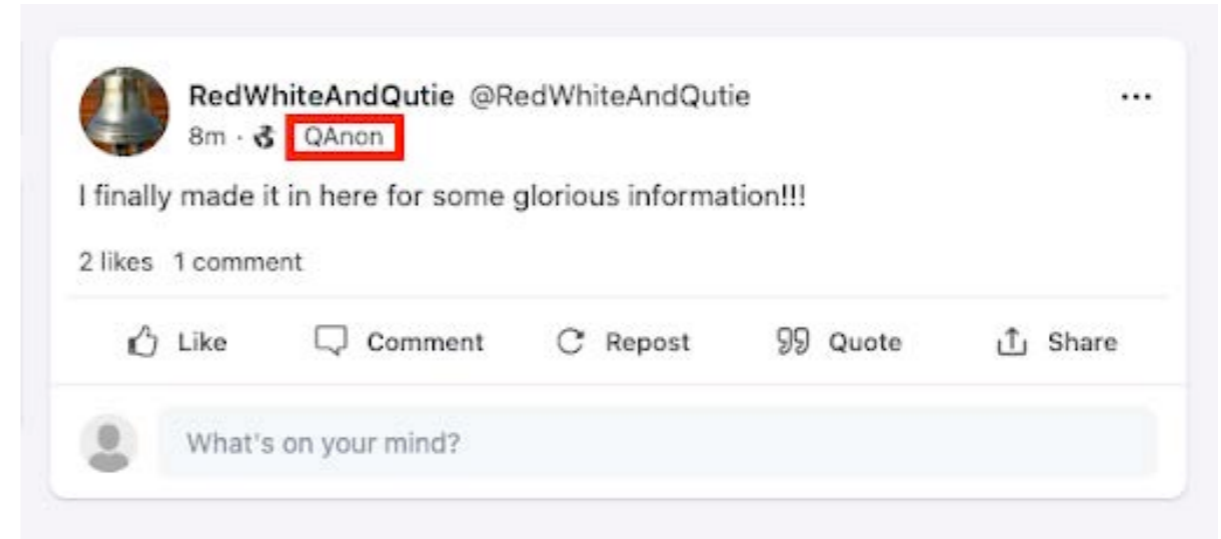 RedWhiteAndQutie @RedWhiteAndQutie
8m · QAnon
I finally made it in here for some glorious information!!!
2 likes 1 comment
Like Comment Repost Quote Share
What's on your mind?